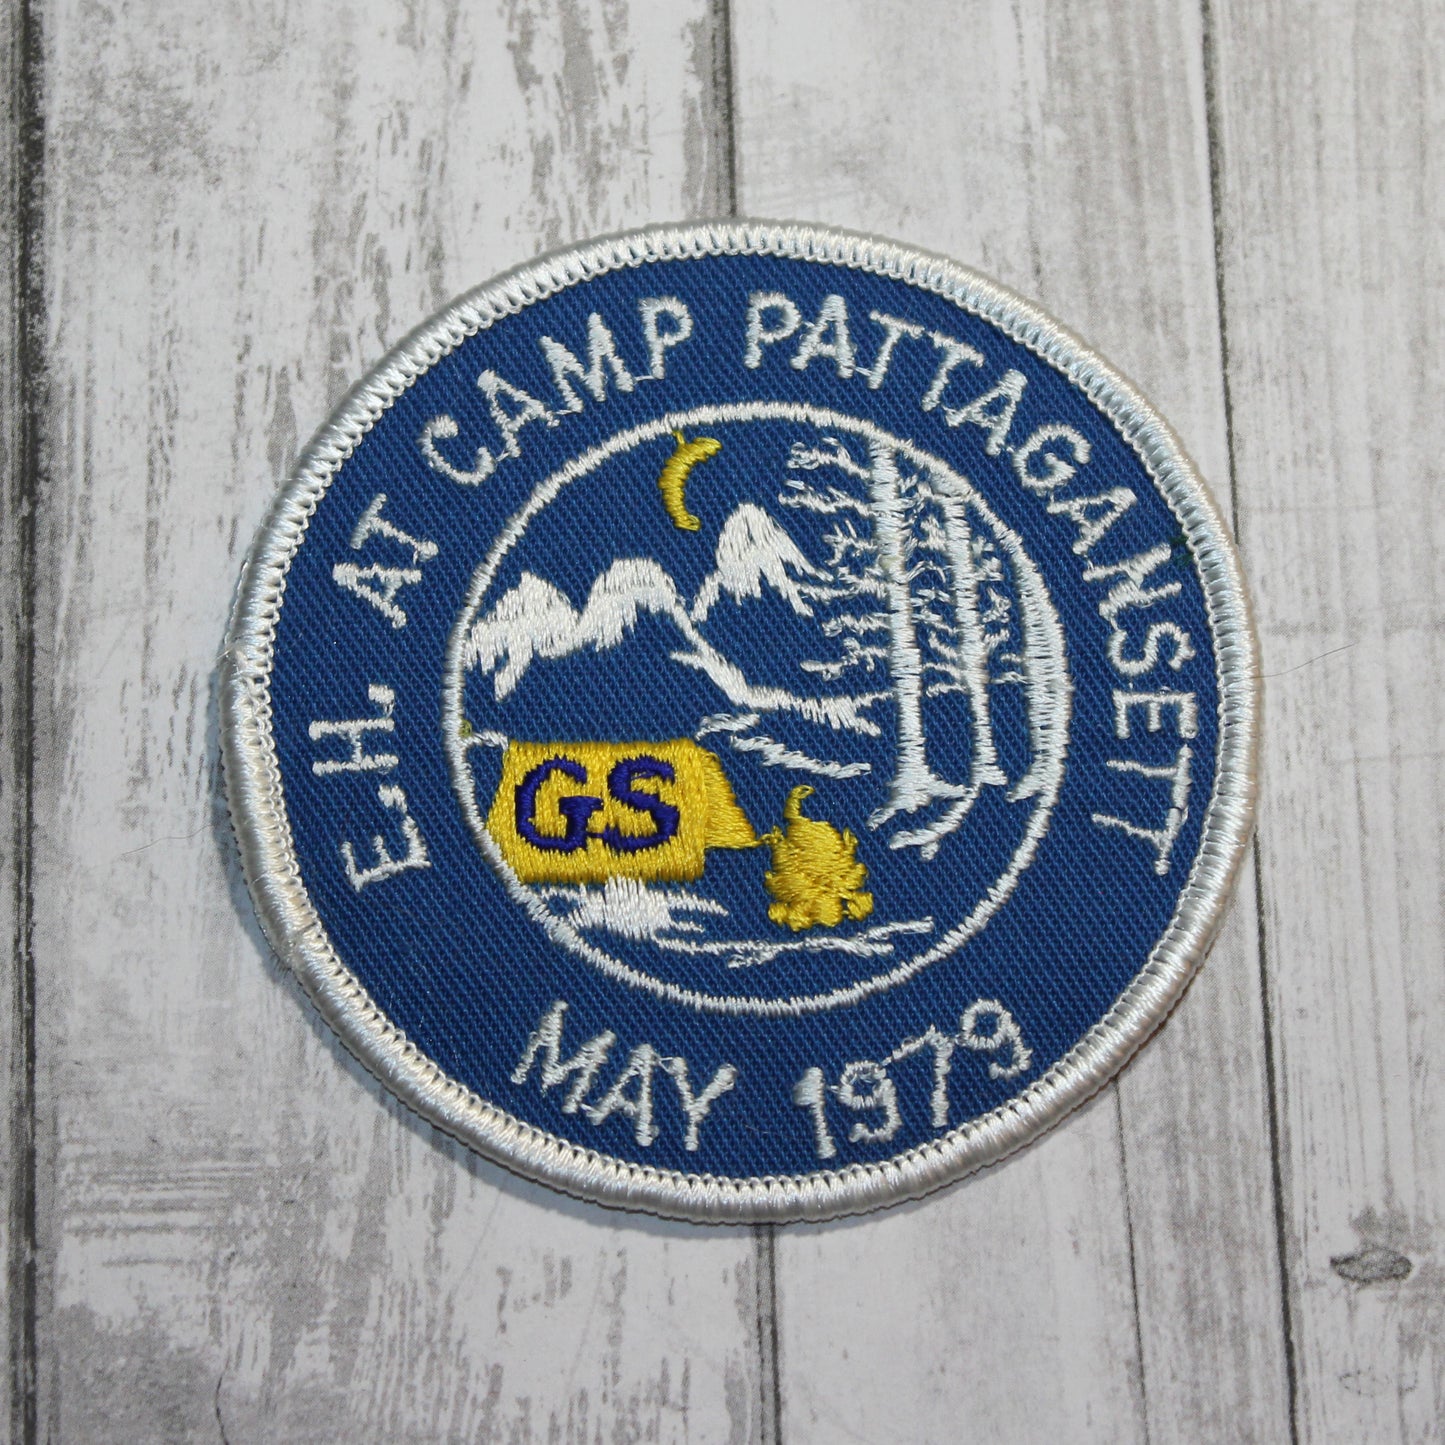 E.H. AT CAMP PATTAGANSETT
GS
MAY 1979